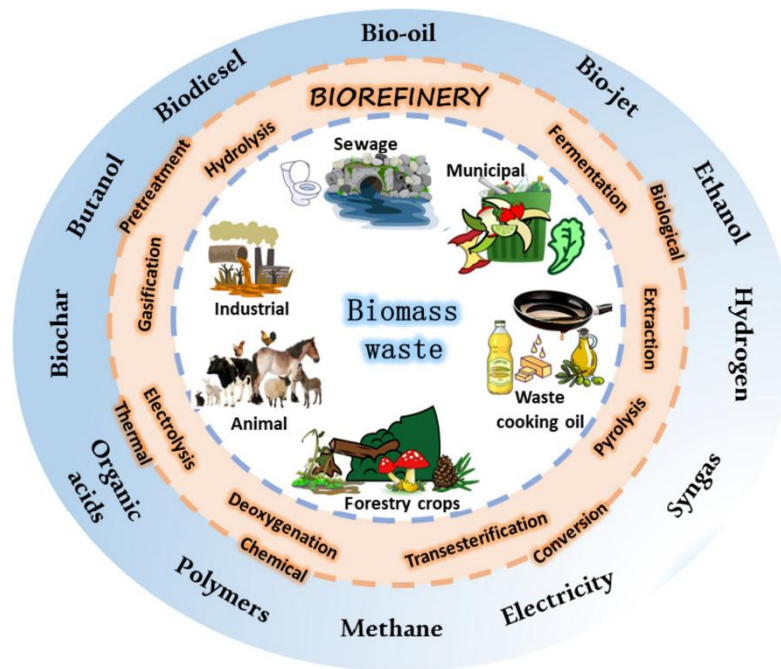 Bio-oil
Bio-jet
Ethanol
Hydrogen
Syngas
Electricity
Methane
Polymers
Organic
acids
Biochar
Butanol
Biodiesel
BIOREFINERY
Fermentation
Biological
Extraction
Pyrolysis
Conversion
Transesterification
Chemical
Deoxygenation
Thermal
Electrolysis
Gasification
Pretreatment
Hydrolysis
Sewage
Municipal
Waste
cooking oil
Forestry crops
Animal
Industrial
Biomass
waste